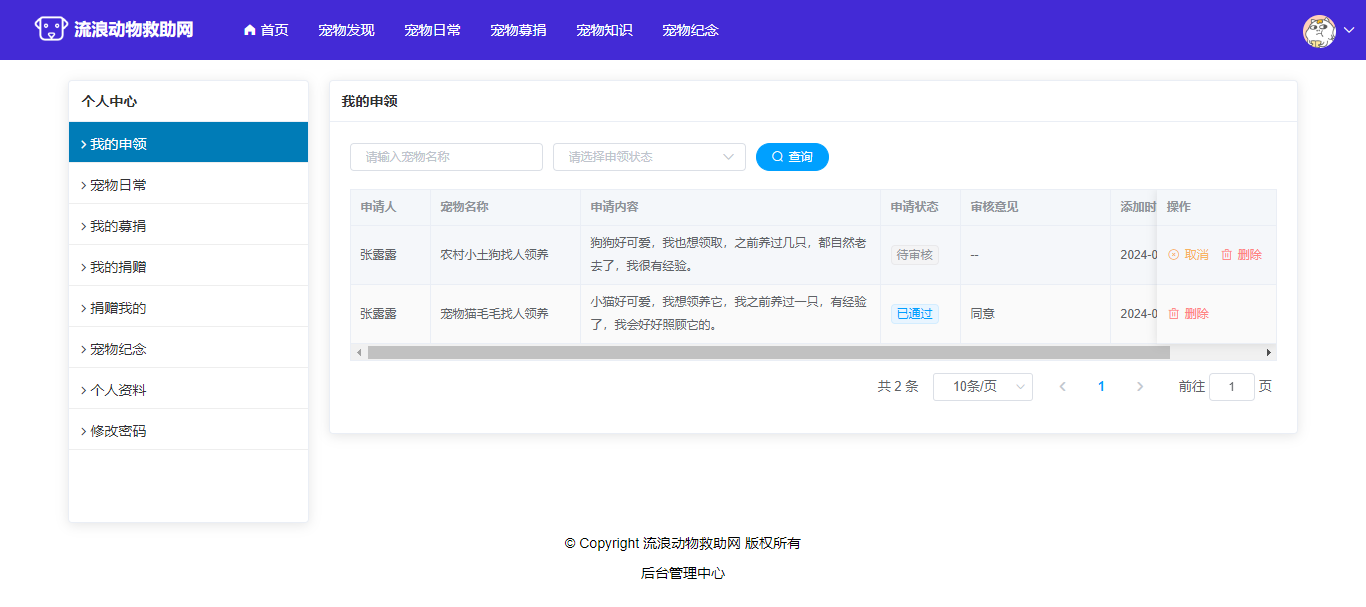 流浪动物救助网 首页 宠物发现 宠物日常 宠物募捐 宠物知识 宠物纪念
个人中心
我的申领
宠物日常
我的募捐
我的捐赠
捐赠我的
宠物纪念
个人资料
修改密码
我的申领
请输入宠物名称 请选择申领状态 查询
申请人 宠物名称 申请内容 申请状态 审核意见 添加时 操作
张露露 农村小土狗找人领养 狗狗好可爱，我也想领取，之前养过几只，都自然老
去了，我很有经验。 待审核 -- 2024-0 取消 删除
张露露 宠物猫毛毛找人领养 小猫好可爱，我想领养它，我之前养过一只，有经验
了，我会好好照顾它的。 已通过 同意 2024-0 删除
共 2 条 10条/页 1 前往 1 页
© Copyright 流浪动物救助网 版权所有
后台管理中心